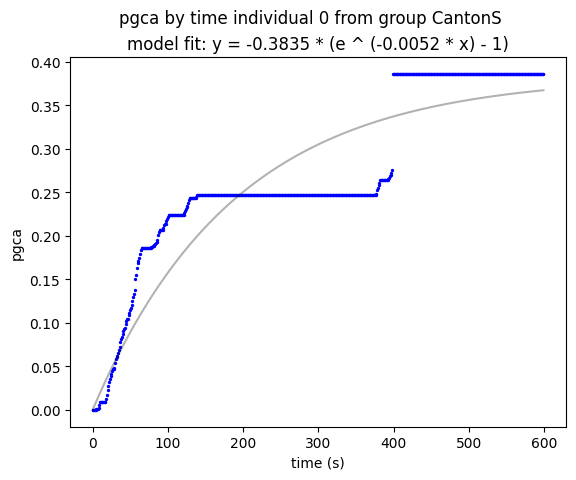 pgca by time individual 0 from group CantonS
model fit: y = -0.3835 * (e ^ (-0.0052 * x) - 1)
0.40
0.35
0.30
0.25
0.20
0.15
0.10
0.05
0.00
pgca
0 100 200 300 400 500 600
time (s)